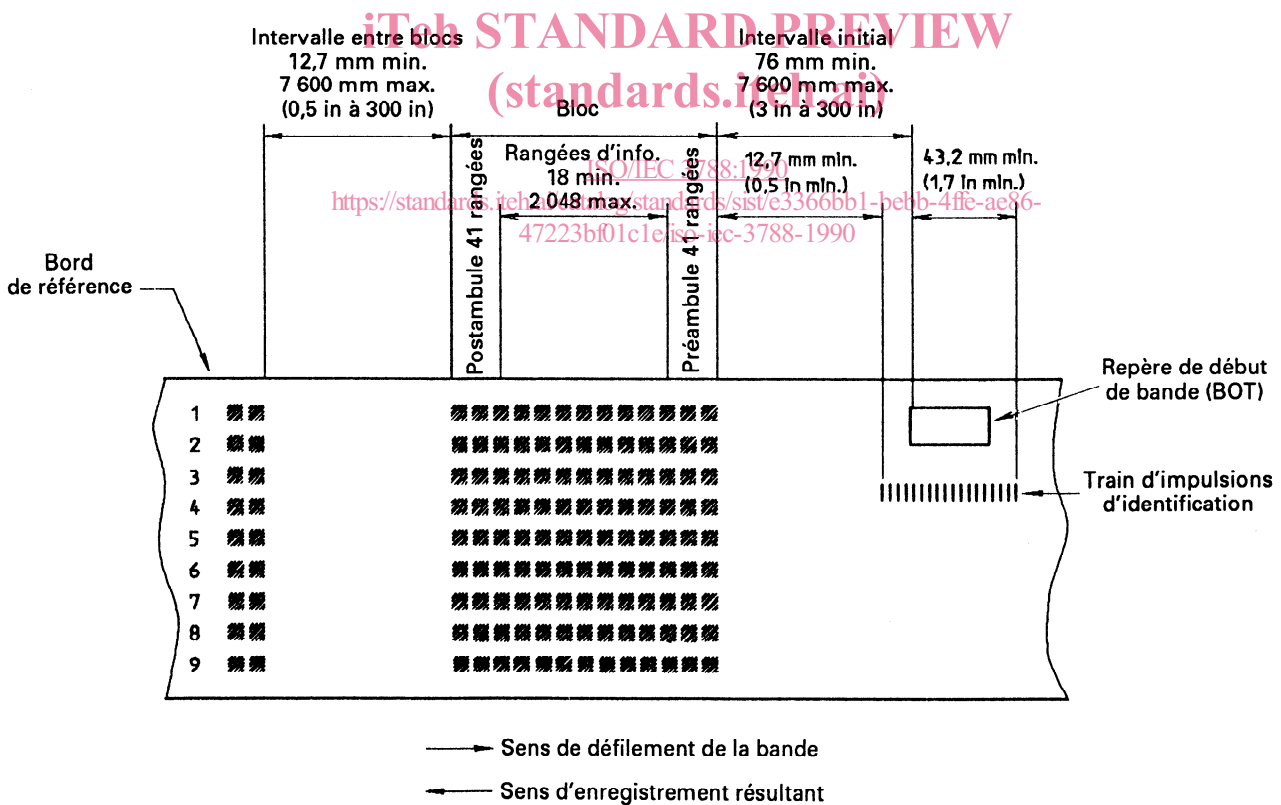 iTeh STANDARD PREVIEW
(standards.iteh.ai)
ISO/IEC 3788:1990
https://standards.iteh.ai/catalog/standards/sist/e3366bb1-bebb-4ffe-ae86-
47223bf01c1e/iso-iec-3788-1990
Intervalle entre blocs
12,7 mm min.
7 600 mm max.
(0,5 in à 300 in)
Bloc
Intervalle initial
76 mm min.
7 600 mm max.
(3 in à 300 in)
Postambule 41 rangées
Rangées d'info.
18 min.
2 048 max.
Préambule 41 rangées
12,7 mm min.
(0,5 in min.)
43,2 mm min.
(1,7 in min.)
Bord
de référence
Repère de début
de bande (BOT)
Train d'impulsions
d'identification
1
2
3
4
5
6
7
8
9
Sens de défilement de la bande
Sens d'enregistrement résultant